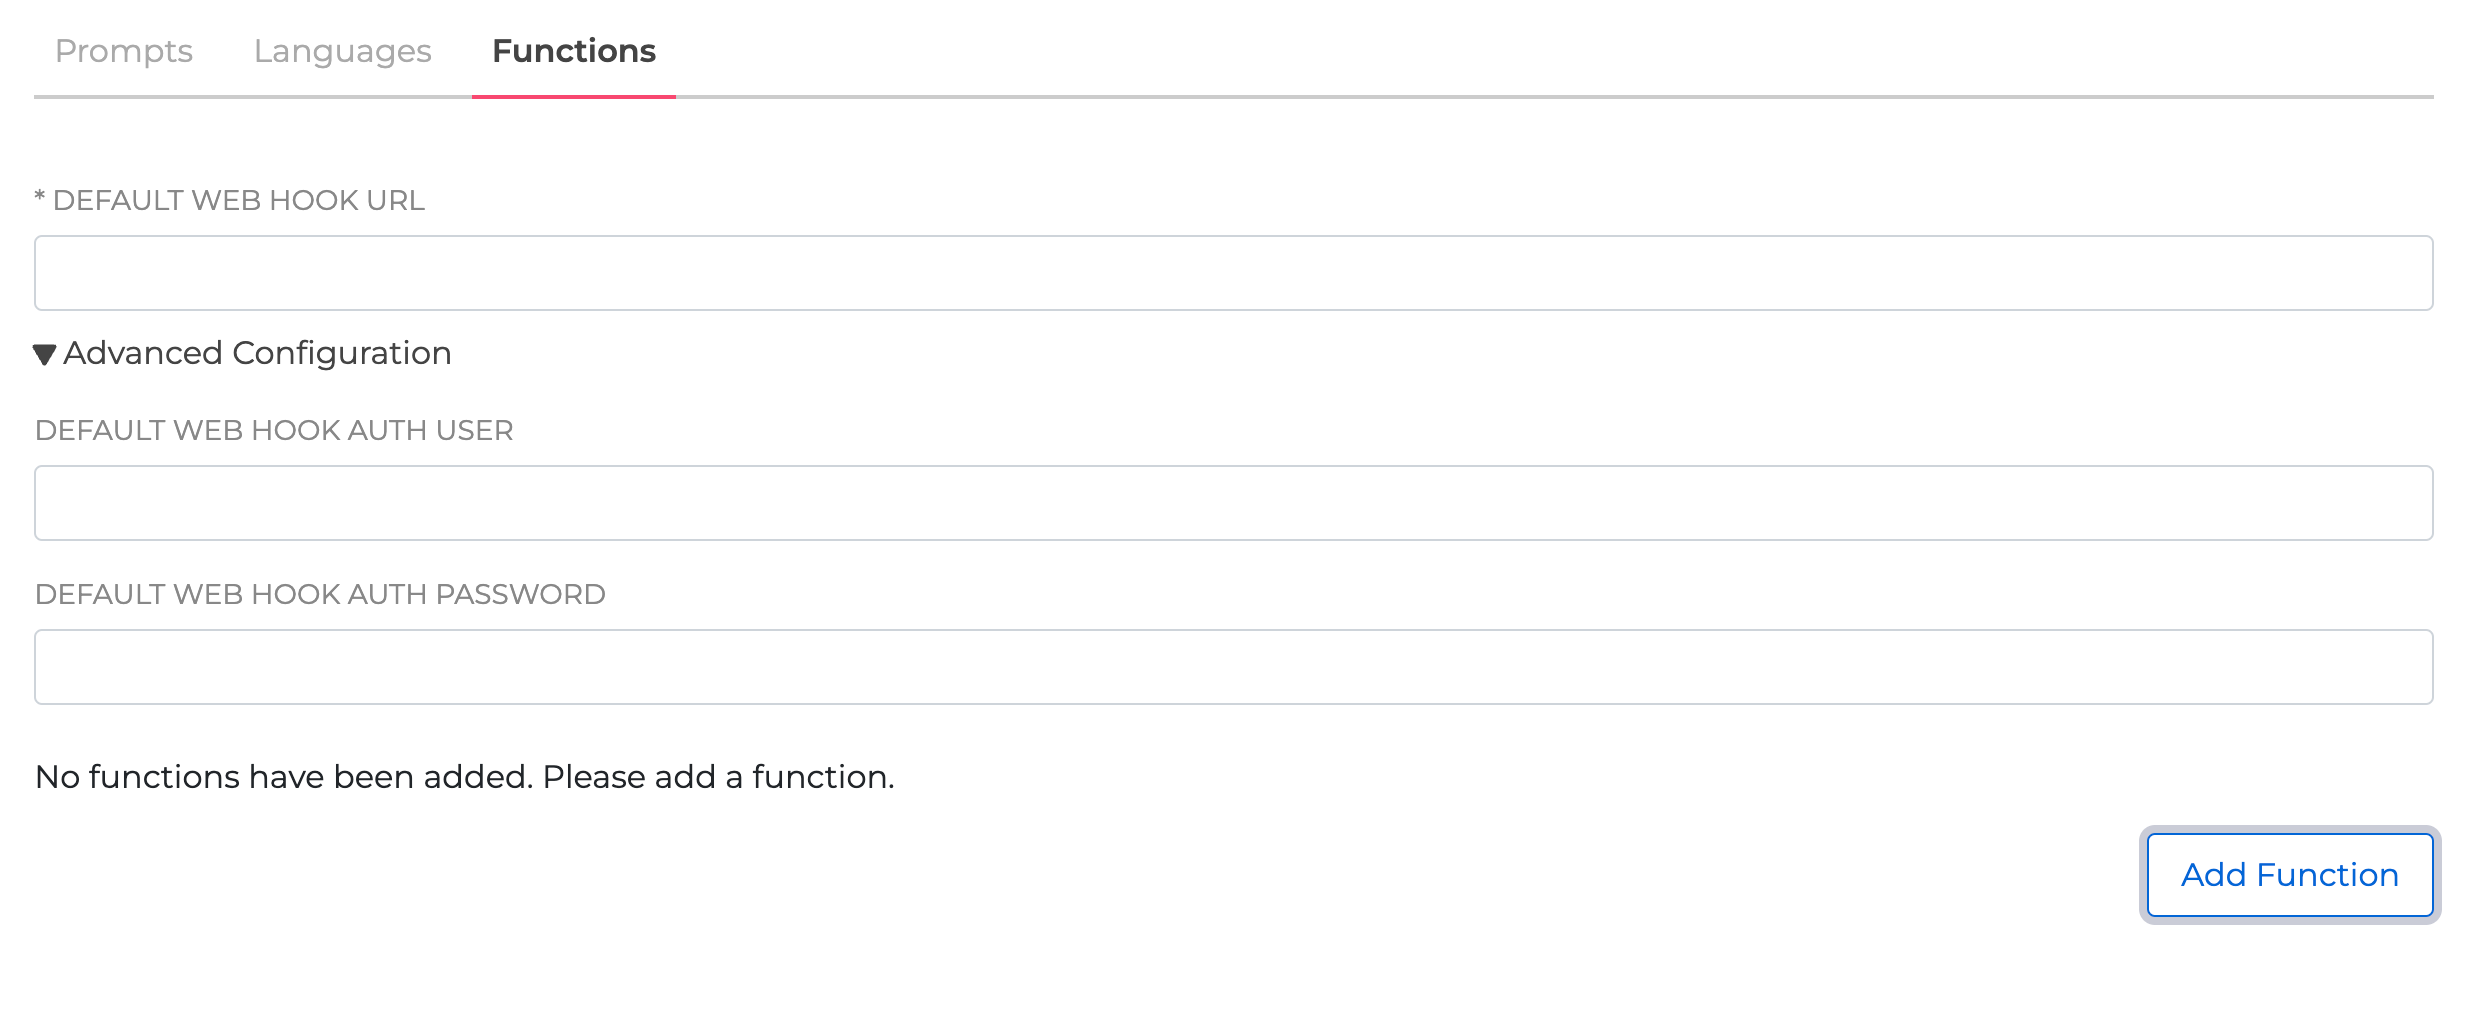 Prompts Languages Functions
* DEFAULT WEB HOOK URL
Advanced Configuration
DEFAULT WEB HOOK AUTH USER
DEFAULT WEB HOOK AUTH PASSWORD
No functions have been added. Please add a function.
Add Function